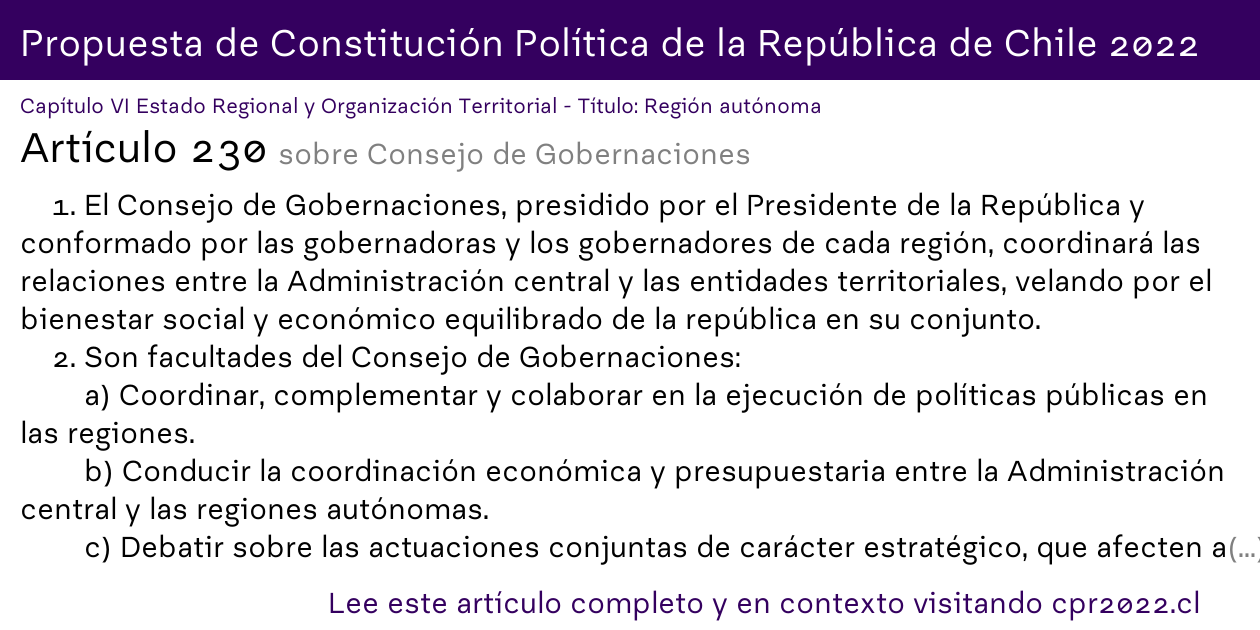 Propuesta de Constitución Política de la República de Chile 2022
Capítulo VI Estado Regional y Organización Territorial - Título: Región autónoma
Artículo 230 sobre Consejo de Gobernaciones
1. El Consejo de Gobernaciones, presidido por el Presidente de la República y
conformado por las gobernadoras y los gobernadores de cada región, coordinará las
relaciones entre la Administración central y las entidades territoriales, velando por el
bienestar social y económico equilibrado de la república en su conjunto.
2. Son facultades del Consejo de Gobernaciones:
a) Coordinar, complementar y colaborar en la ejecución de políticas públicas en
las regiones.
b) Conducir la coordinación económica y presupuestaria entre la Administración
central y las regiones autónomas.
c) Debatir sobre las actuaciones conjuntas de carácter estratégico, que afecten a(...)
Lee este artículo completo y en contexto visitando cpr2022.cl